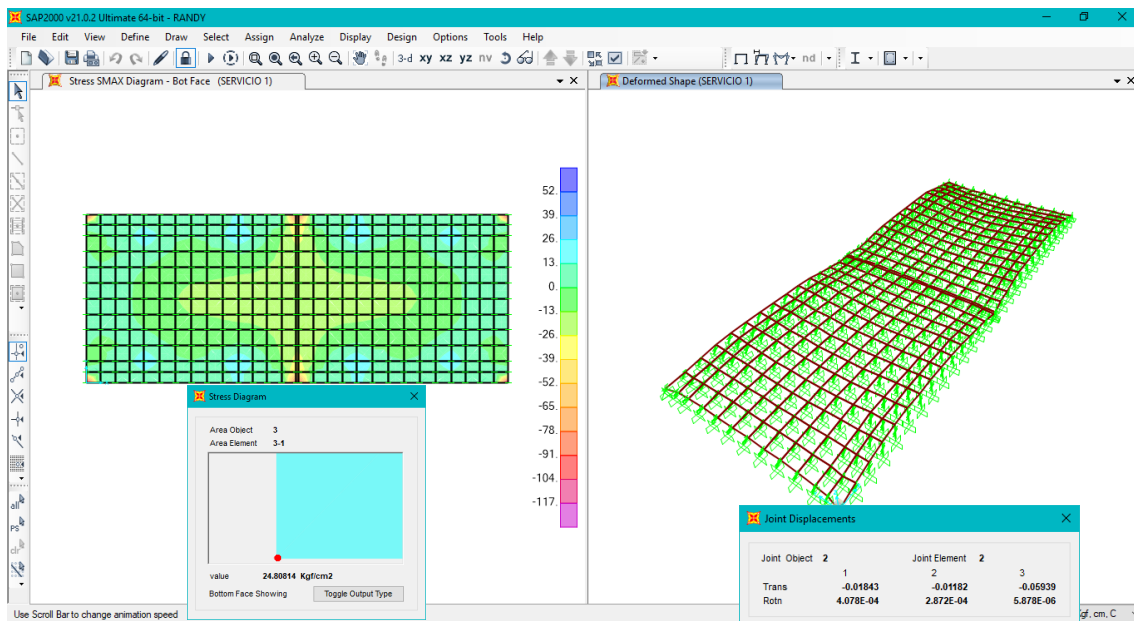 SAP2000 v21.0.2 Ultimate 64-bit - RANDY
File Edit View Define Draw Select Assign Analyze Display Design Options Tools Help
3-d xy xz yz nv nd
Stress SMAX Diagram - Bot Face (SERVICIO 1)
Deformed Shape (SERVICIO 1)
52.
39.
26.
13.
0.
-13.
-26.
-39.
-52.
-65.
-78.
-91.
-104.
-117.
all
PS
clr
Stress Diagram
Area Object 3
Area Element 3-1
value 24.80814 Kgf/cm2
Bottom Face Showing Toggle Output Type
Joint Displacements
Joint Object 2 Joint Element 2
1 2 3
Trans -0.01843 -0.01182 -0.05939
Rotn 4.078E-04 2.872E-04 5.878E-06
Use Scroll Bar to change animation speed
gf, cm, C